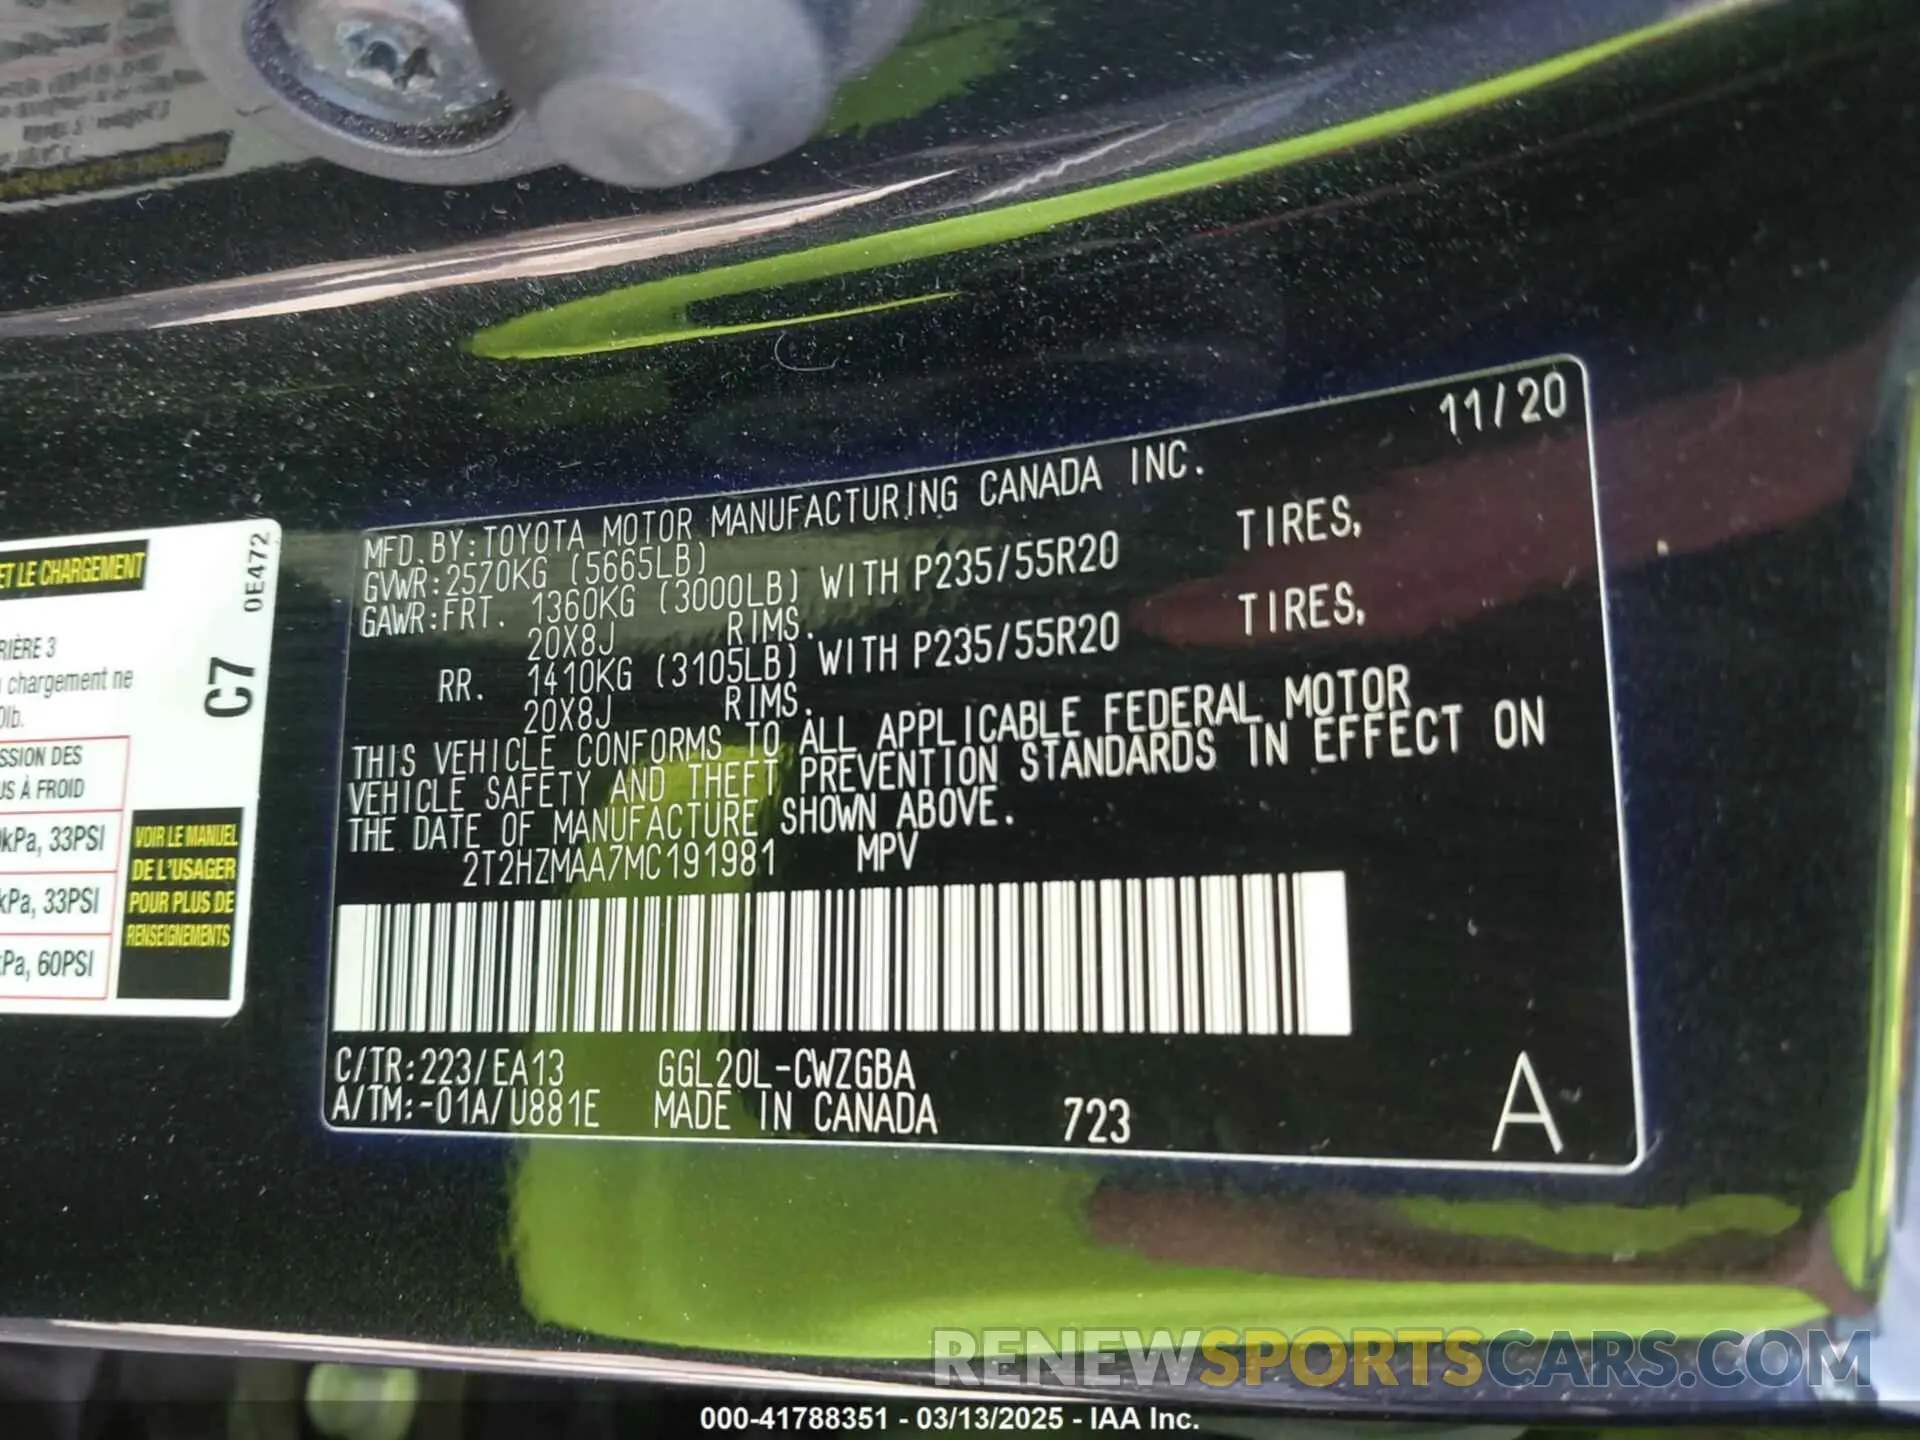 11/20
MFD.BY:TOYOTA MOTOR MANUFACTURING CANADA INC.
GVWR:2570KG (5665LB)
GAWR:FRT. 1360KG (3000LB) WITH P235/55R20 TIRES,
20X8J RIMS.
RR. 1410KG (3105LB) WITH P235/55R20 TIRES,
20X8J RIMS.
THIS VEHICLE CONFORMS TO ALL APPLICABLE FEDERAL MOTOR
VEHICLE SAFETY AND THEFT PREVENTION STANDARDS IN EFFECT ON
THE DATE OF MANUFACTURE SHOWN ABOVE.
2T2HZMAA7MC191981 MPV
C/TR:223/EA13 GGL20L-CWZGBA
A/TM:-01A/U881E MADE IN CANADA 723
A
ET LE CHARGEMENT
0E472
C7
RIÈRE 3
chargement ne
0lb.
SSION DES
US À FROID
kPa, 33PSI
kPa, 33PSI
kPa, 60PSI
VOIR LE MANUEL
DE L'USAGER
POUR PLUS DE
RENSEIGNEMENTS
RENEWSPORTSCARS.COM
000-41788351 - 03/13/2025 - IAA Inc.